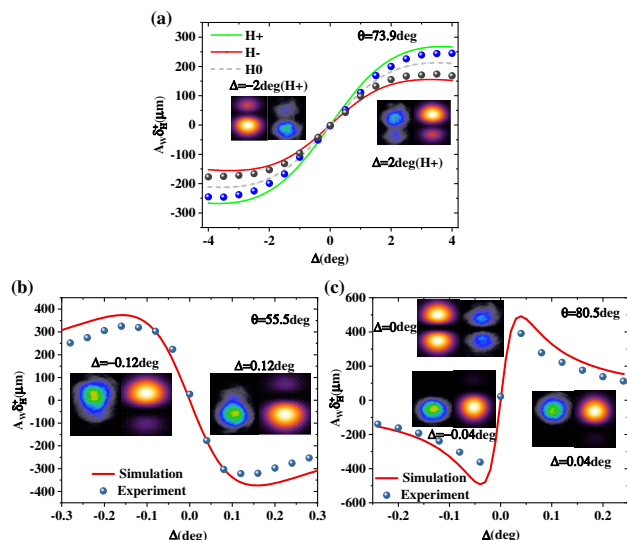 (a)
300
200
100
0
-100
-200
-300
A_wδ_H^+(μm)
H+
H-
H0
θ=73.9deg
Δ=-2deg(H+)
Δ=2deg(H+)
-4 -2 0 2 4
Δ(deg)
(b)
400
300
200
100
0
-100
-200
-300
-400
A_wδ_H^+(μm)
θ=55.5deg
Δ=-0.12deg
0.12deg
Simulation
Experiment
-0.3 -0.2 -0.1 0.0 0.1 0.2 0.3
Δ(deg)
(c)
600
400
200
0
-200
-400
-600
A_wδ_H^+(μm)
θ=80.5deg
Δ=0deg
Δ=-0.04deg
Δ=0.04deg
Simulation
Experiment
-0.2 -0.1 0.0 0.1 0.2
Δ(deg)